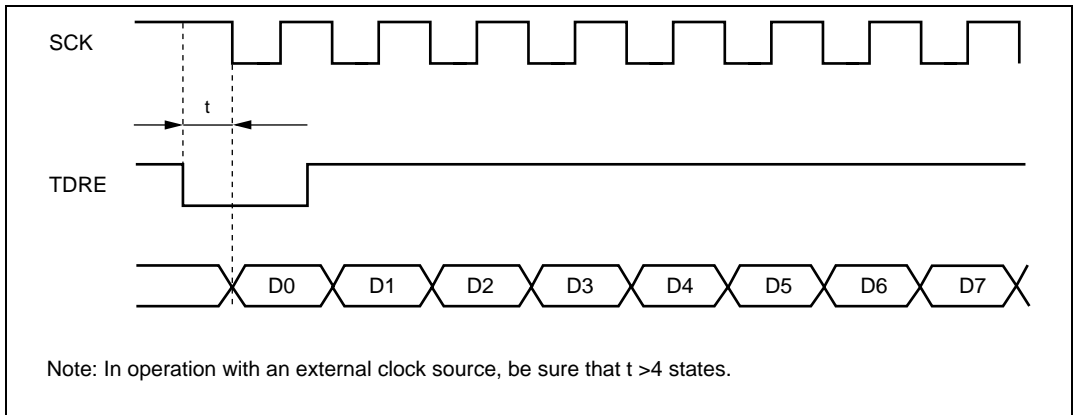 SCK
t
TDRE
D0 D1 D2 D3 D4 D5 D6 D7
Note: In operation with an external clock source, be sure that t >4 states.